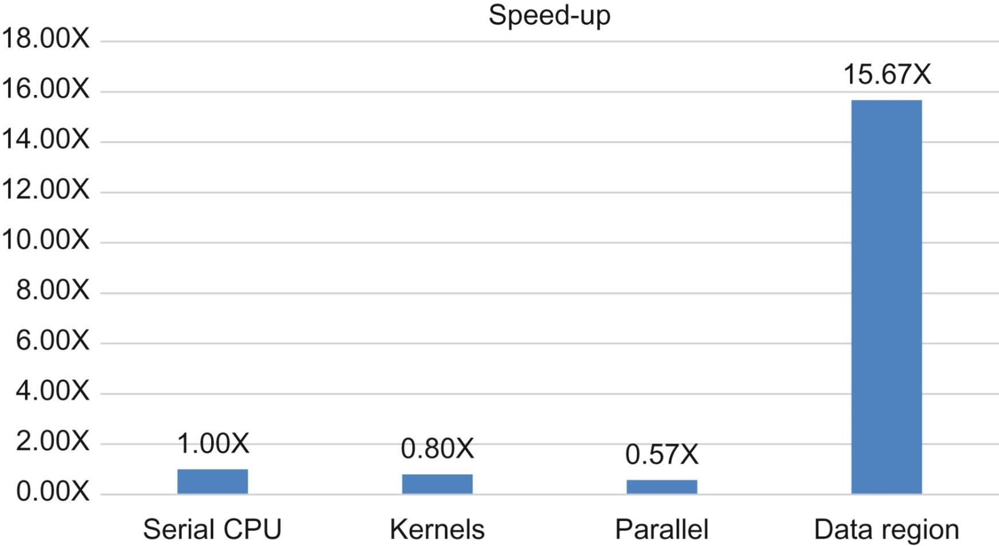 Speed-up
18.00X
16.00X
14.00X
12.00X
10.00X
8.00X
6.00X
4.00X
2.00X
0.00X
1.00X
0.80X
0.57X
15.67X
Serial CPU
Kernels
Parallel
Data region